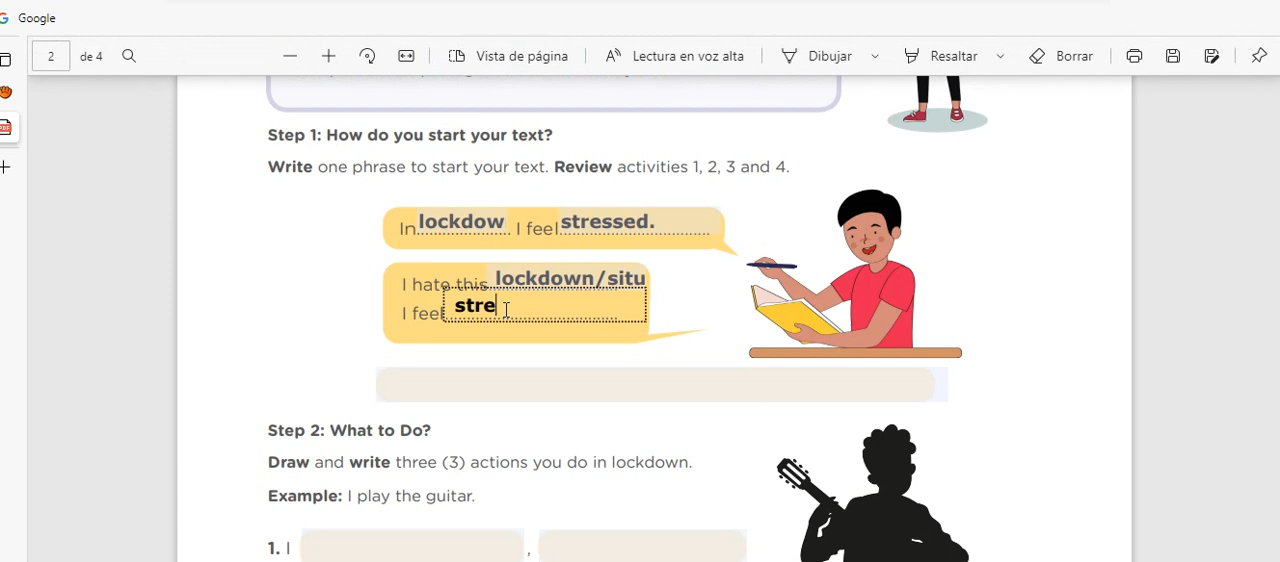 Google
2 de 4 Vista de página Lectura en voz alta Dibujar Resaltar Borrar
Step 1: How do you start your text?
Write one phrase to start your text. Review activities 1, 2, 3 and 4.
In lockdow I feel stressed.
I hate this lockdown/situ
I feel stre
Step 2: What to Do?
Draw and write three (3) actions you do in lockdown.
Example: I play the guitar.
1. I ,